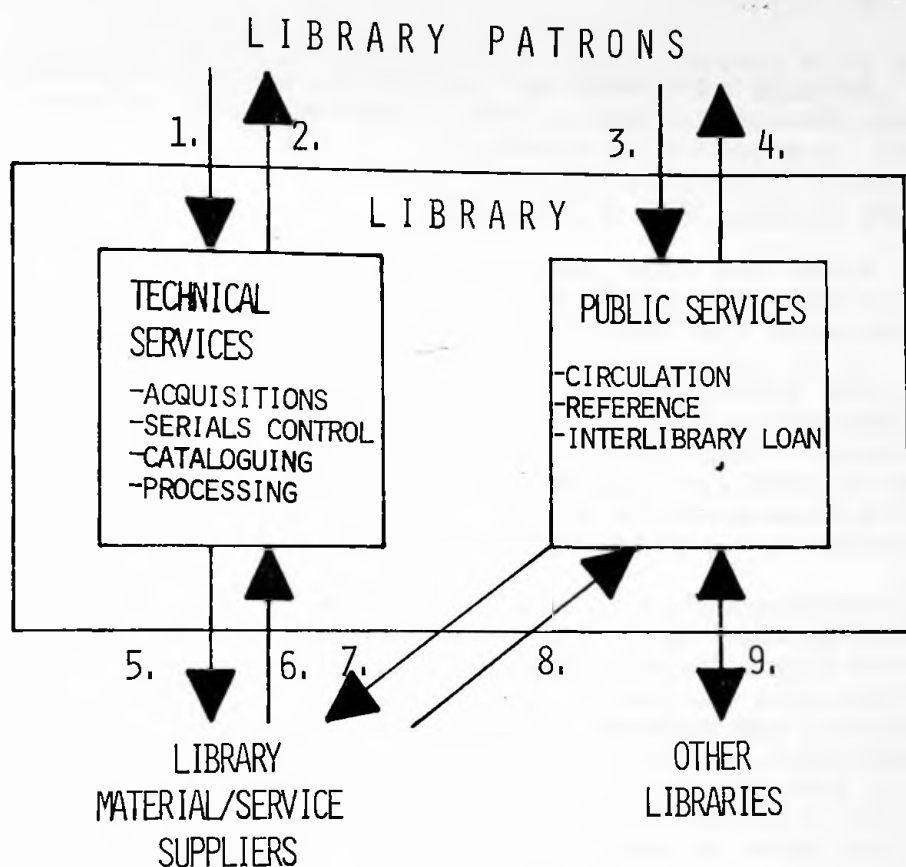 LIBRARY PATRONS
1.
2.
3.
4.
LIBRARY
TECHNICAL
SERVICES
-ACQUISITIONS
-SERIALS CONTROL
-CATALOGUING
-PROCESSING
PUBLIC SERVICES
-CIRCULATION
-REFERENCE
-INTERLIBRARY LOAN
5.
6.
7.
8.
9.
LIBRARY
MATERIAL/SERVICE
SUPPLIERS
OTHER
LIBRARIES